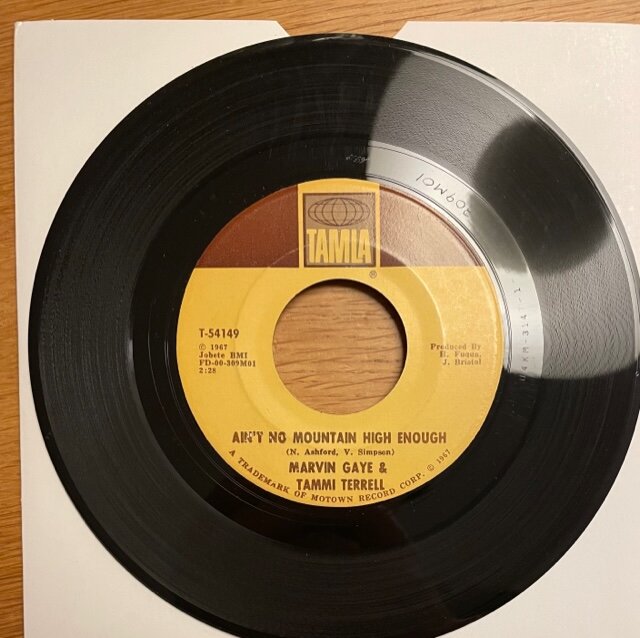 TAMLA
®
T-54149
© 1967
Jobete BMI
FD-00-309M01
2:28
Produced By
H. Fuqua,
J. Bristol
AIN'T NO MOUNTAIN HIGH ENOUGH
(N. Ashford, V. Simpson)
MARVIN GAYE &
TAMMI TERRELL
A TRADEMARK OF MOTOWN RECORD CORP. © 1967
309M01